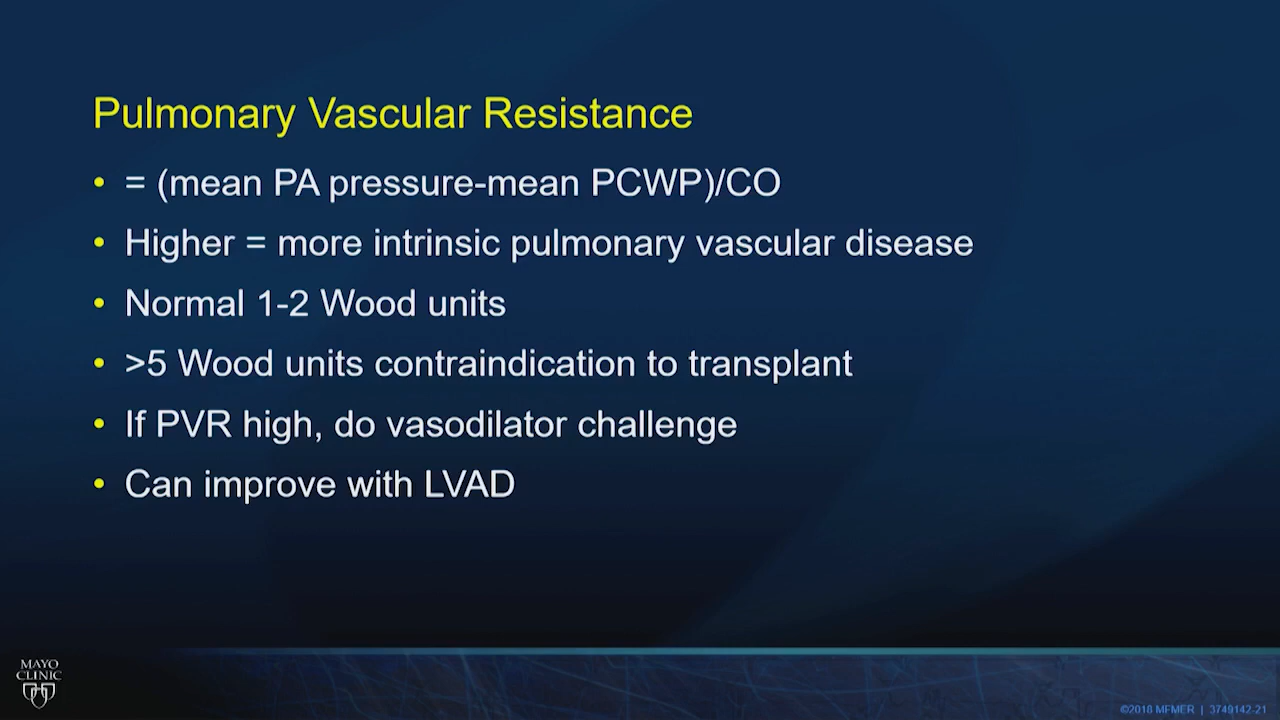 Pulmonary Vascular Resistance
• = (mean PA pressure-mean PCWP)/CO
• Higher = more intrinsic pulmonary vascular disease
• Normal 1-2 Wood units
• >5 Wood units contraindication to transplant
• If PVR high, do vasodilator challenge
• Can improve with LVAD
MAYO
CLINIC
©2018 MFMER | 3749142-21